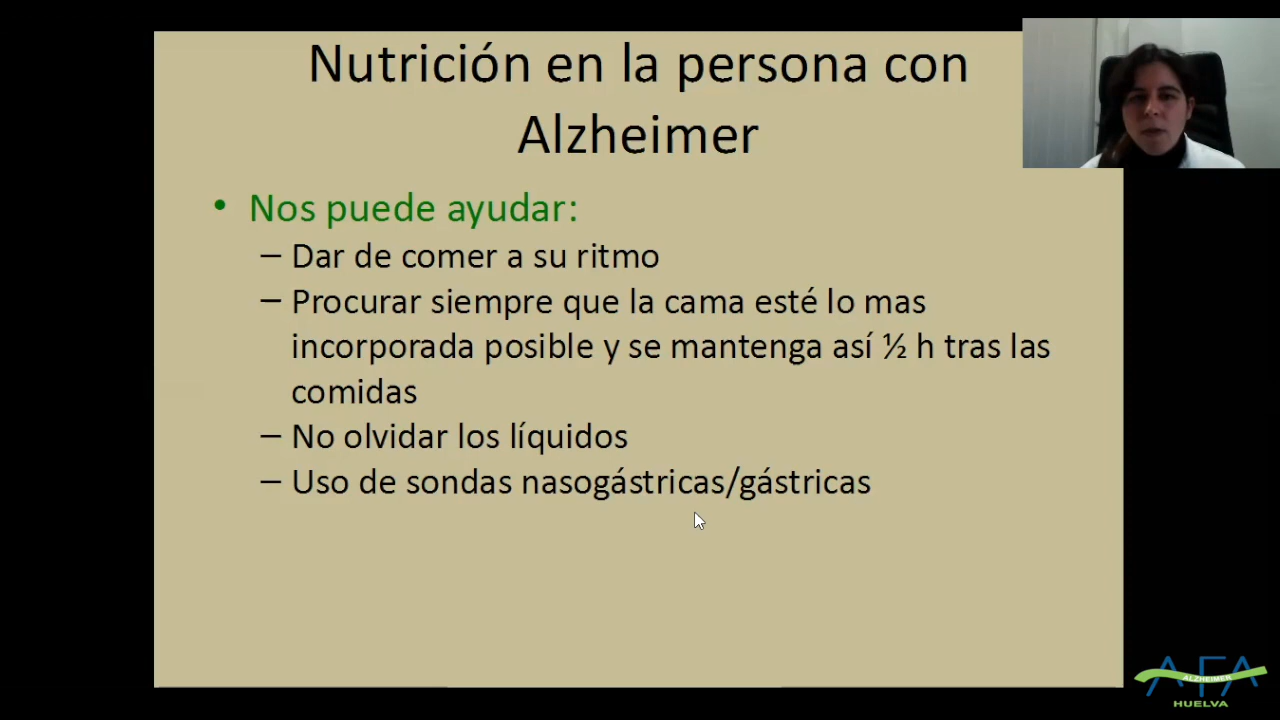 Nutrición en la persona con
Alzheimer
• Nos puede ayudar:
– Dar de comer a su ritmo
– Procurar siempre que la cama esté lo mas
incorporada posible y se mantenga así ½ h tras las
comidas
– No olvidar los líquidos
– Uso de sondas nasogástricas/gástricas
AFA
ALZHEIMER
HUELVA